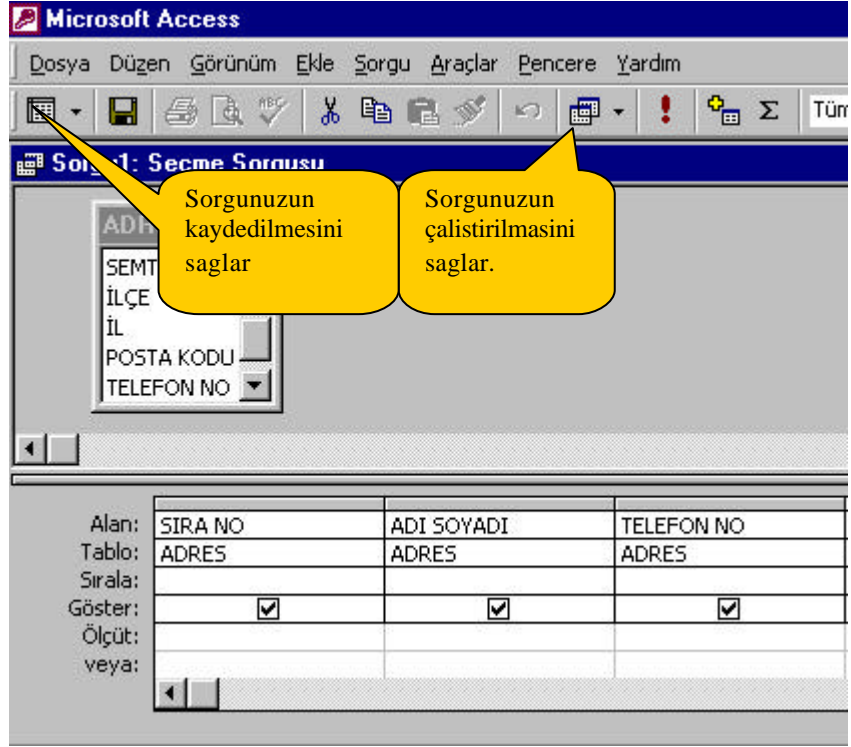 Microsoft Access
Dosya Düzen Görünüm Ekle Sorgu Araçlar Pencere Yardım
ABC Σ Tüm
Sorgu1: Seçme Sorgusu
Sorgunuzun
kaydedilmesini
saglar
Sorgunuzun
çalistirilmasini
saglar.
ADR
SEMT
İLÇE
İL
POSTA KODU
TELEFON NO
Alan: SIRA NO ADI SOYADI TELEFON NO
Tablo: ADRES ADRES ADRES
Sırala:
Göster:
Ölçüt:
veya: